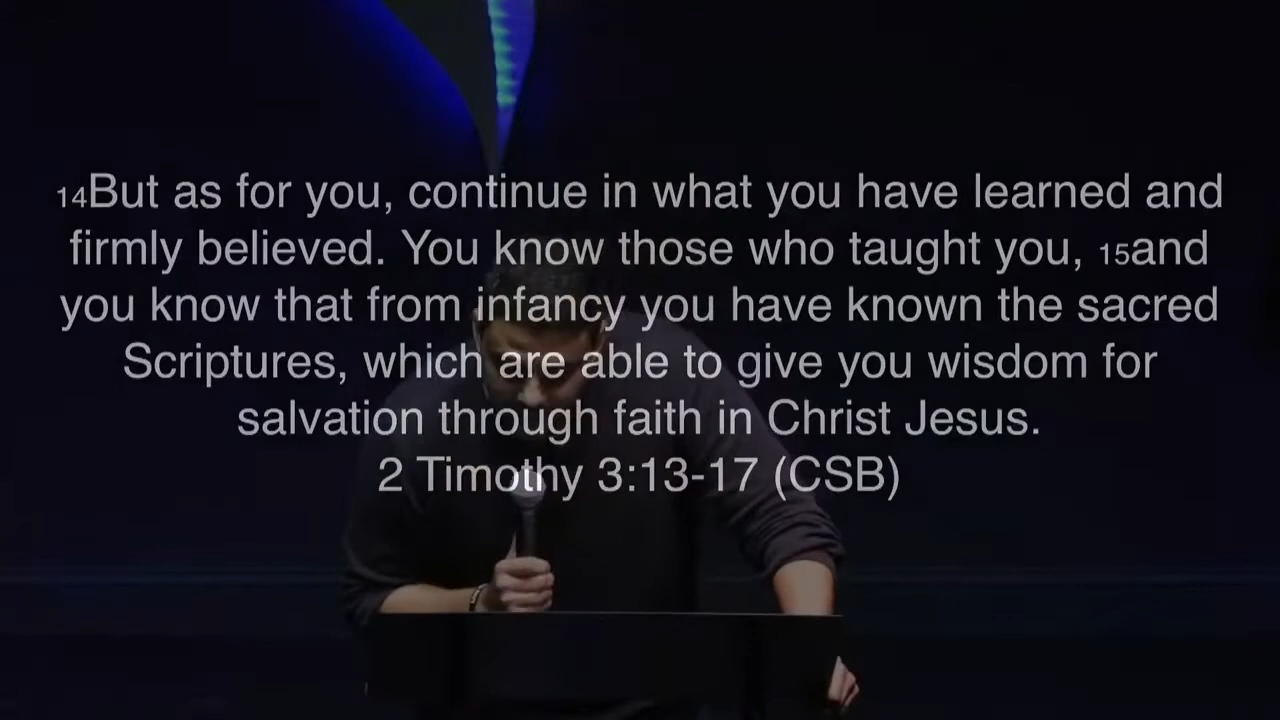 14But as for you, continue in what you have learned and
firmly believed. You know those who taught you, 15and
you know that from infancy you have known the sacred
Scriptures, which are able to give you wisdom for
salvation through faith in Christ Jesus.
2 Timothy 3:13-17 (CSB)